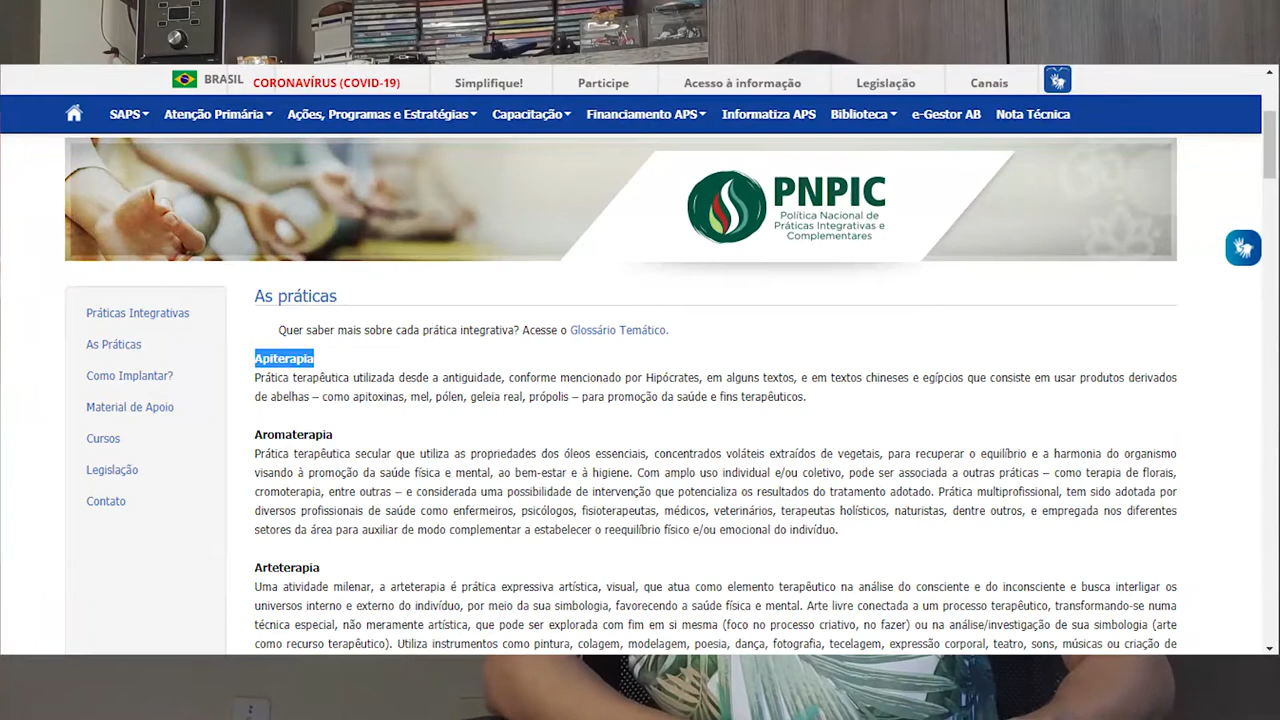 BRASIL CORONAVÍRUS (COVID-19) Simplifique! Participe Acesso à informação Legislação Canais
SAPS Atenção Primária Ações, Programas e Estratégias Capacitação Financiamento APS Informatiza APS Biblioteca e-Gestor AB Nota Técnica
PNPIC
Política Nacional de
Práticas Integrativas e
Complementares
Práticas Integrativas
As Práticas
Como Implantar?
Material de Apoio
Cursos
Legislação
Contato
As práticas
Quer saber mais sobre cada prática integrativa? Acesse o Glossário Temático.
Apiterapia
Prática terapêutica utilizada desde a antiguidade, conforme mencionado por Hipócrates, em alguns textos, e em textos chineses e egípcios que consiste em usar produtos derivados
de abelhas – como apitoxinas, mel, pólen, geleia real, própolis – para promoção da saúde e fins terapêuticos.
Aromaterapia
Prática terapêutica secular que utiliza as propriedades dos óleos essenciais, concentrados voláteis extraídos de vegetais, para recuperar o equilíbrio e a harmonia do organismo
visando à promoção da saúde física e mental, ao bem-estar e à higiene. Com amplo uso individual e/ou coletivo, pode ser associada a outras práticas – como terapia de florais,
cromoterapia, entre outras – e considerada uma possibilidade de intervenção que potencializa os resultados do tratamento adotado. Prática multiprofissional, tem sido adotada por
diversos profissionais de saúde como enfermeiros, psicólogos, fisioterapeutas, médicos, veterinários, terapeutas holísticos, naturistas, dentre outros, e empregada nos diferentes
setores da área para auxiliar de modo complementar a estabelecer o reequilíbrio físico e/ou emocional do indivíduo.
Arteterapia
Uma atividade milenar, a arteterapia é prática expressiva artística, visual, que atua como elemento terapêutico na análise do consciente e do inconsciente e busca interligar os
universos interno e externo do indivíduo, por meio da sua simbologia, favorecendo a saúde física e mental. Arte livre conectada a um processo terapêutico, transformando-se numa
técnica especial, não meramente artística, que pode ser explorada com fim em si mesma (foco no processo criativo, no fazer) ou na análise/investigação de sua simbologia (arte
como recurso terapêutico). Utiliza instrumentos como pintura, colagem, modelagem, poesia, dança, fotografia, tecelagem, expressão corporal, teatro, sons, músicas ou criação de